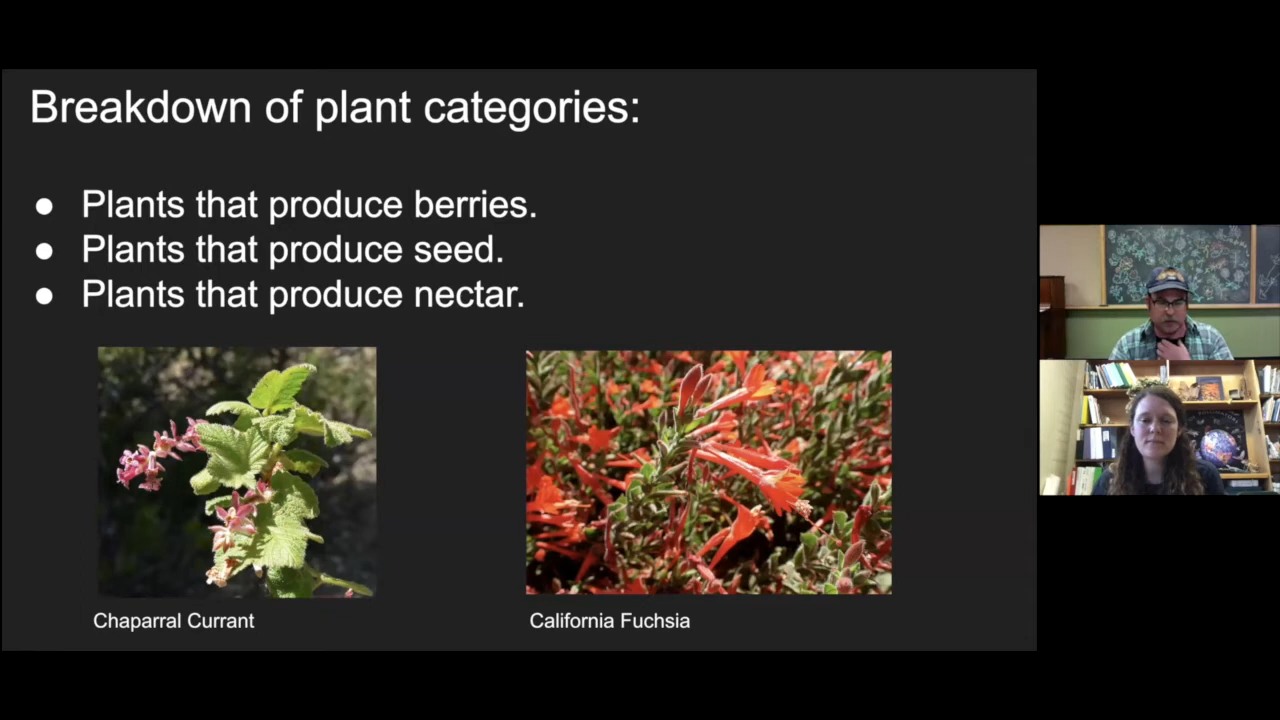 Breakdown of plant categories:
● Plants that produce berries.
● Plants that produce seed.
● Plants that produce nectar.
Chaparral Currant
California Fuchsia